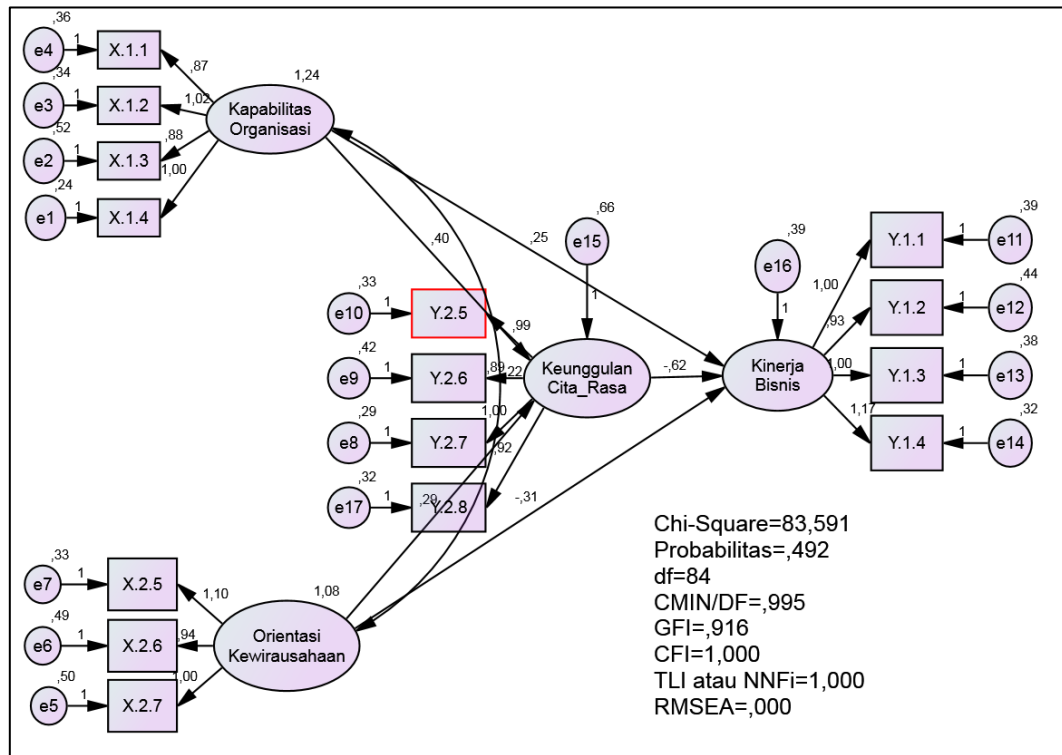 ,36
e4
1
X.1.1
,87
,34
e3
1
X.1.2
1,02
,52
e2
1
X.1.3
,88
,24
e1
1
X.1.4
1,00
1,24
Kapabilitas
Organisasi
,40
,25
,66
e15
1
,39
e16
1
,33
e10
1
Y.2.5
,99
,42
e9
1
Y.2.6
,89
,22
,29
e8
1
Y.2.7
1,00
,32
e17
1
Y.2.8
,92
,29
Keunggulan
Cita_Rasa
-,62
Kinerja
Bisnis
1,00
Y.1.1
1
e11
,39
,93
Y.1.2
1
e12
,44
1,00
Y.1.3
1
e13
,38
1,17
Y.1.4
1
e14
,32
-,31
,33
e7
1
X.2.5
1,10
,49
e6
1
X.2.6
,94
,50
e5
1
X.2.7
1,00
1,08
Orientasi
Kewirausahaan
Chi-Square=83,591
Probabilitas=,492
df=84
CMIN/DF=,995
GFI=,916
CFI=1,000
TLI atau NNFi=1,000
RMSEA=,000